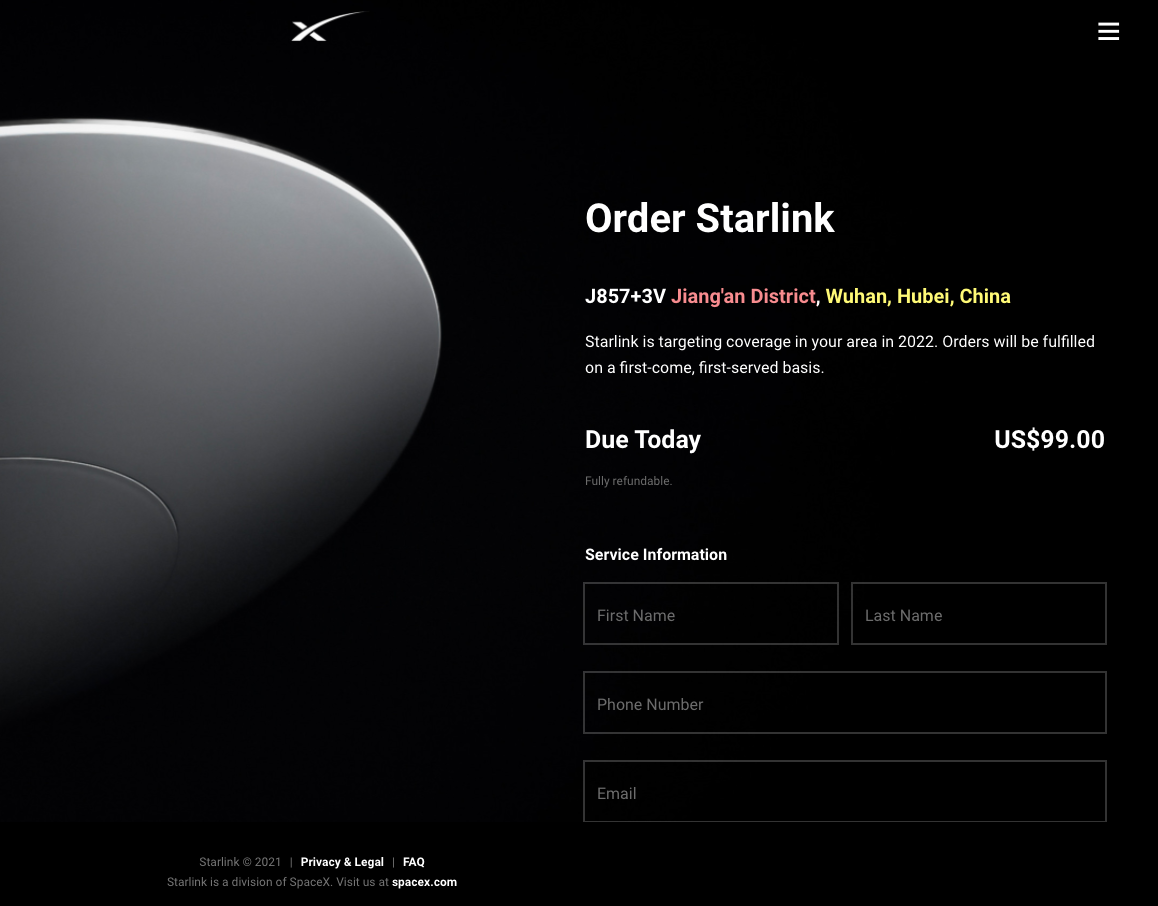 Order Starlink
J857+3V Jiang'an District, Wuhan, Hubei, China
Starlink is targeting coverage in your area in 2022. Orders will be fulfilled
on a first-come, first-served basis.
Due Today US$99.00
Fully refundable.
Service Information
First Name Last Name
Phone Number
Email
Starlink © 2021 | Privacy & Legal | FAQ
Starlink is a division of SpaceX. Visit us at spacex.com